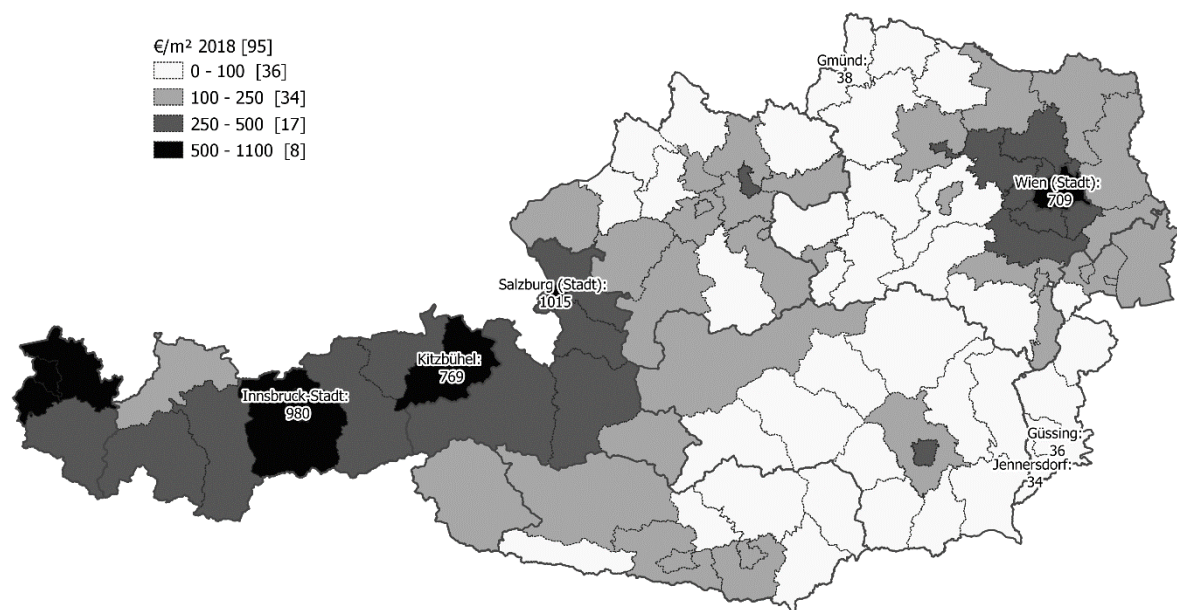 €/m² 2018 [95]
0 - 100 [36]
100 - 250 [34]
250 - 500 [17]
500 - 1100 [8]
Gmünd:
38
Wien (Stadt):
709
Salzburg (Stadt):
1015
Kitzbühel:
769
Innsbruck-Stadt:
980
Güssing:
36
Jennersdorf:
34